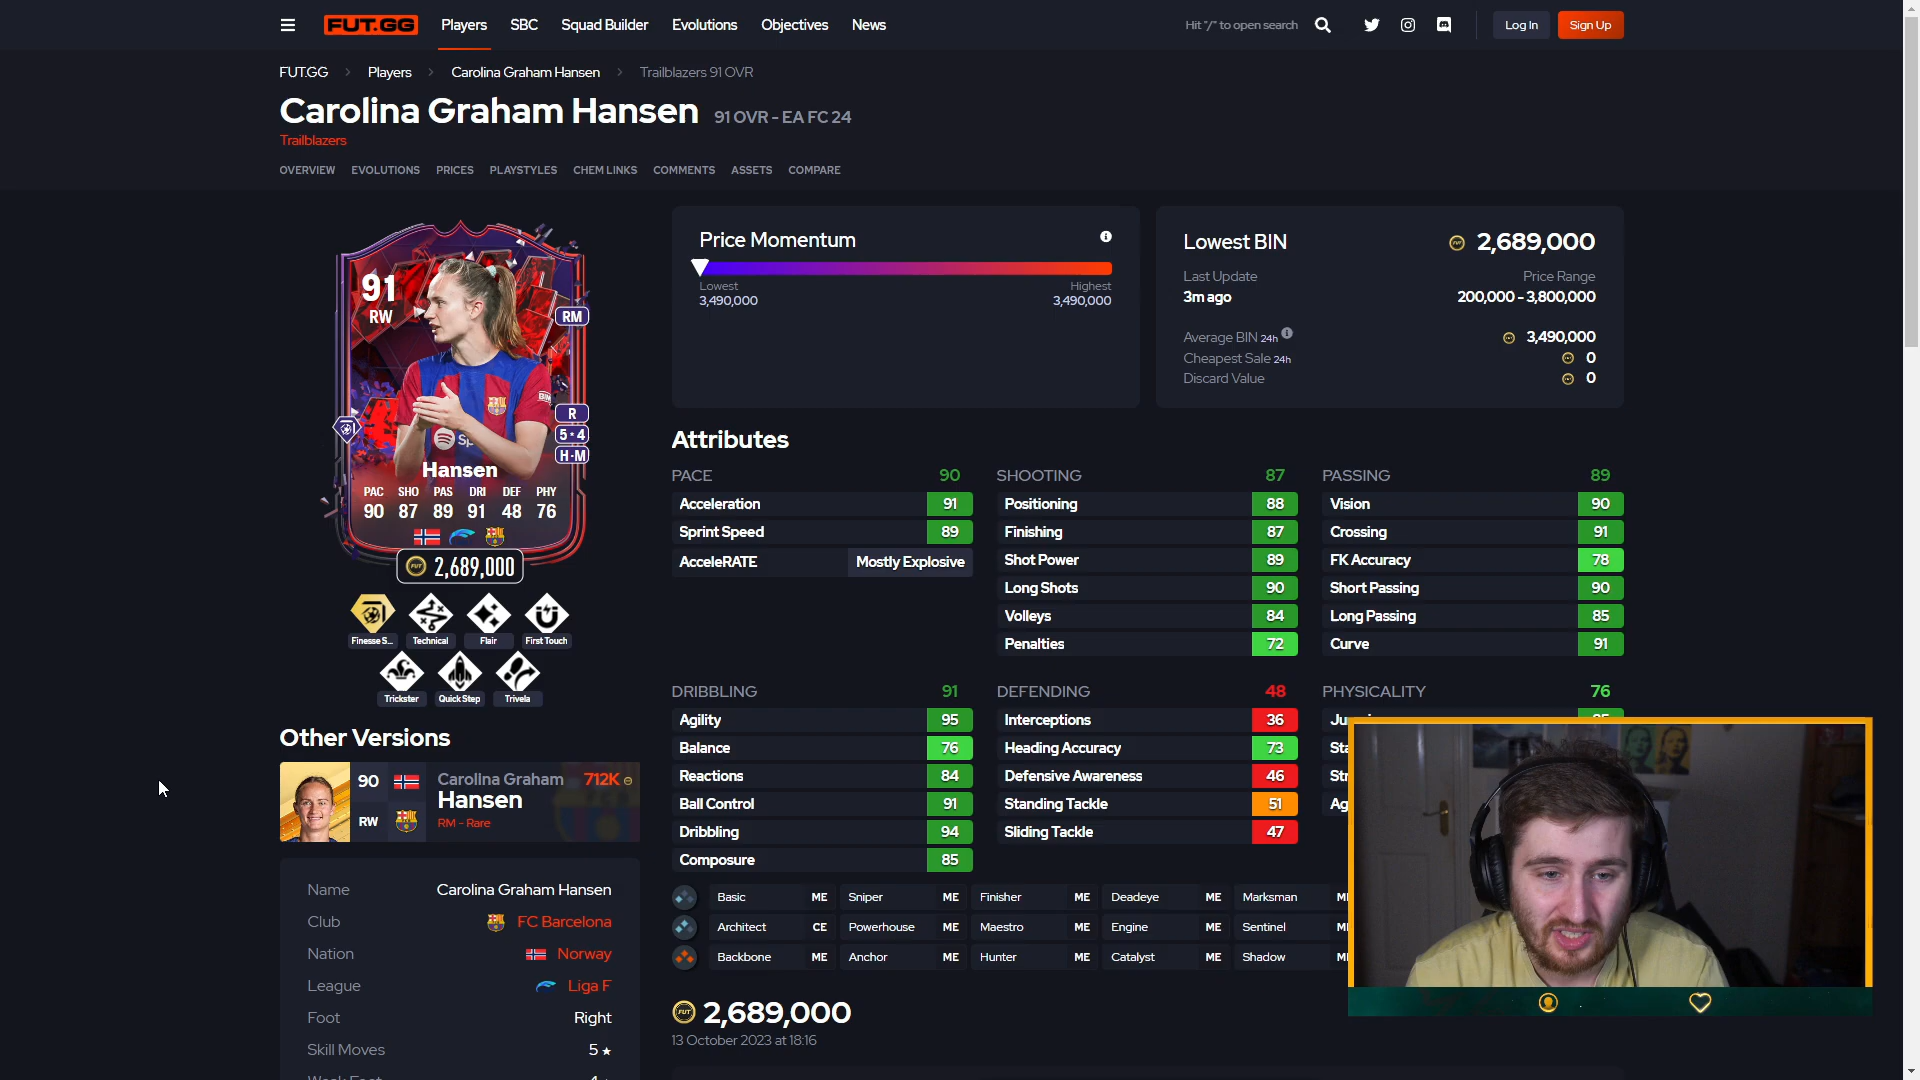 FUT.GG
Players
SBC
Squad Builder
Evolutions
Objectives
News
Hit "/" to open search
Log In
Sign Up
FUT.GG > Players > Carolina Graham Hansen > Trailblazers 91 OVR
Carolina Graham Hansen 91 OVR - EA FC 24
Trailblazers
OVERVIEW EVOLUTIONS PRICES PLAYSTYLES CHEM LINKS COMMENTS ASSETS COMPARE
91
RW
RM
R
5★4
H·M
Hansen
PAC SHO PAS DRI DEF PHY
90 87 89 91 48 76
2,689,000
Finesse S...
Technical
Flair
First Touch
Trickster
Quick Step
Trivela
Other Versions
90
RW
Carolina Graham
Hansen
RM - Rare
712K
Name Carolina Graham Hansen
Club FC Barcelona
Nation Norway
League Liga F
Foot Right
Skill Moves 5 ★
Price Momentum
Lowest
3,490,000
Highest
3,490,000
Lowest BIN 2,689,000
Last Update
3m ago
Price Range
200,000 - 3,800,000
Average BIN 24h 3,490,000
Cheapest Sale 24h 0
Discard Value 0
Attributes
PACE 90
Acceleration 91
Sprint Speed 89
AcceleRATE Mostly Explosive
SHOOTING 87
Positioning 88
Finishing 87
Shot Power 89
Long Shots 90
Volleys 84
Penalties 72
PASSING 89
Vision 90
Crossing 91
FK Accuracy 78
Short Passing 90
Long Passing 85
Curve 91
DRIBBLING 91
Agility 95
Balance 76
Reactions 84
Ball Control 91
Dribbling 94
Composure 85
DEFENDING 48
Interceptions 36
Heading Accuracy 73
Defensive Awareness 46
Standing Tackle 51
Sliding Tackle 47
PHYSICALITY 76
Basic ME Sniper ME Finisher ME Deadeye ME Marksman
Architect CE Powerhouse ME Maestro ME Engine ME Sentinel
Backbone ME Anchor ME Hunter ME Catalyst ME Shadow
2,689,000
13 October 2023 at 18:16